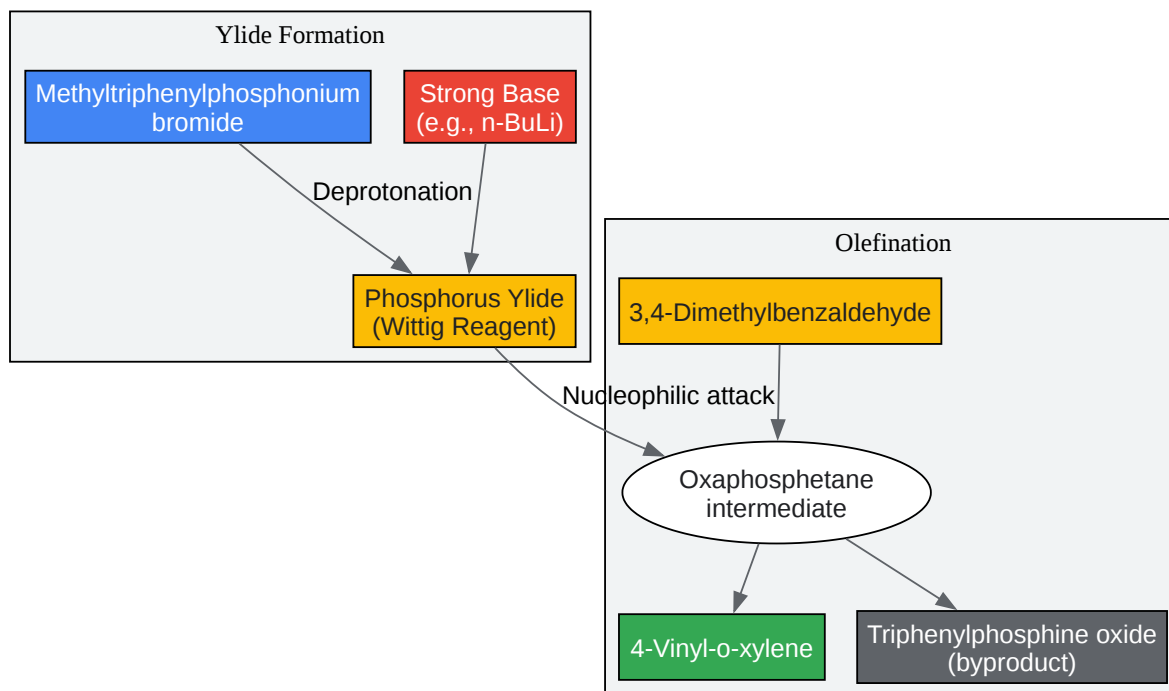 Ylide Formation
Methyltriphenylphosphonium
bromide
Strong Base
(e.g., n-BuLi)
Deprotonation
Phosphorus Ylide
(Wittig Reagent)
Olefination
3,4-Dimethylbenzaldehyde
Nucleophilic attack
Oxaphosphetane
intermediate
4-Vinyl-o-xylene
Triphenylphosphine oxide
(byproduct)